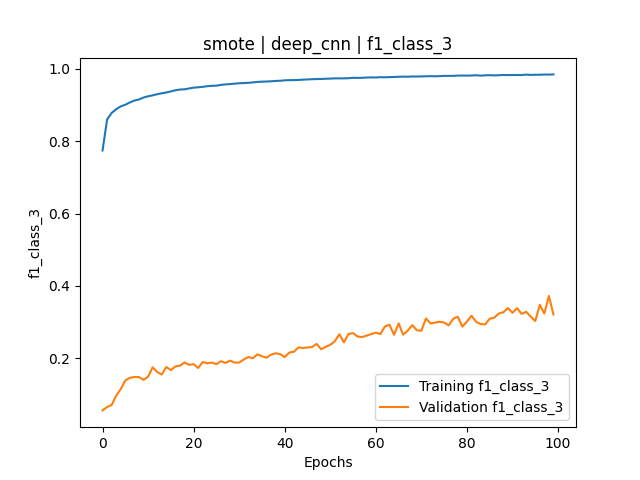 smote | deep_cnn | f1_class_3
1.0
0.8
0.6
0.4
0.2
f1_class_3
0 20 40 60 80 100
Epochs
Training f1_class_3
Validation f1_class_3